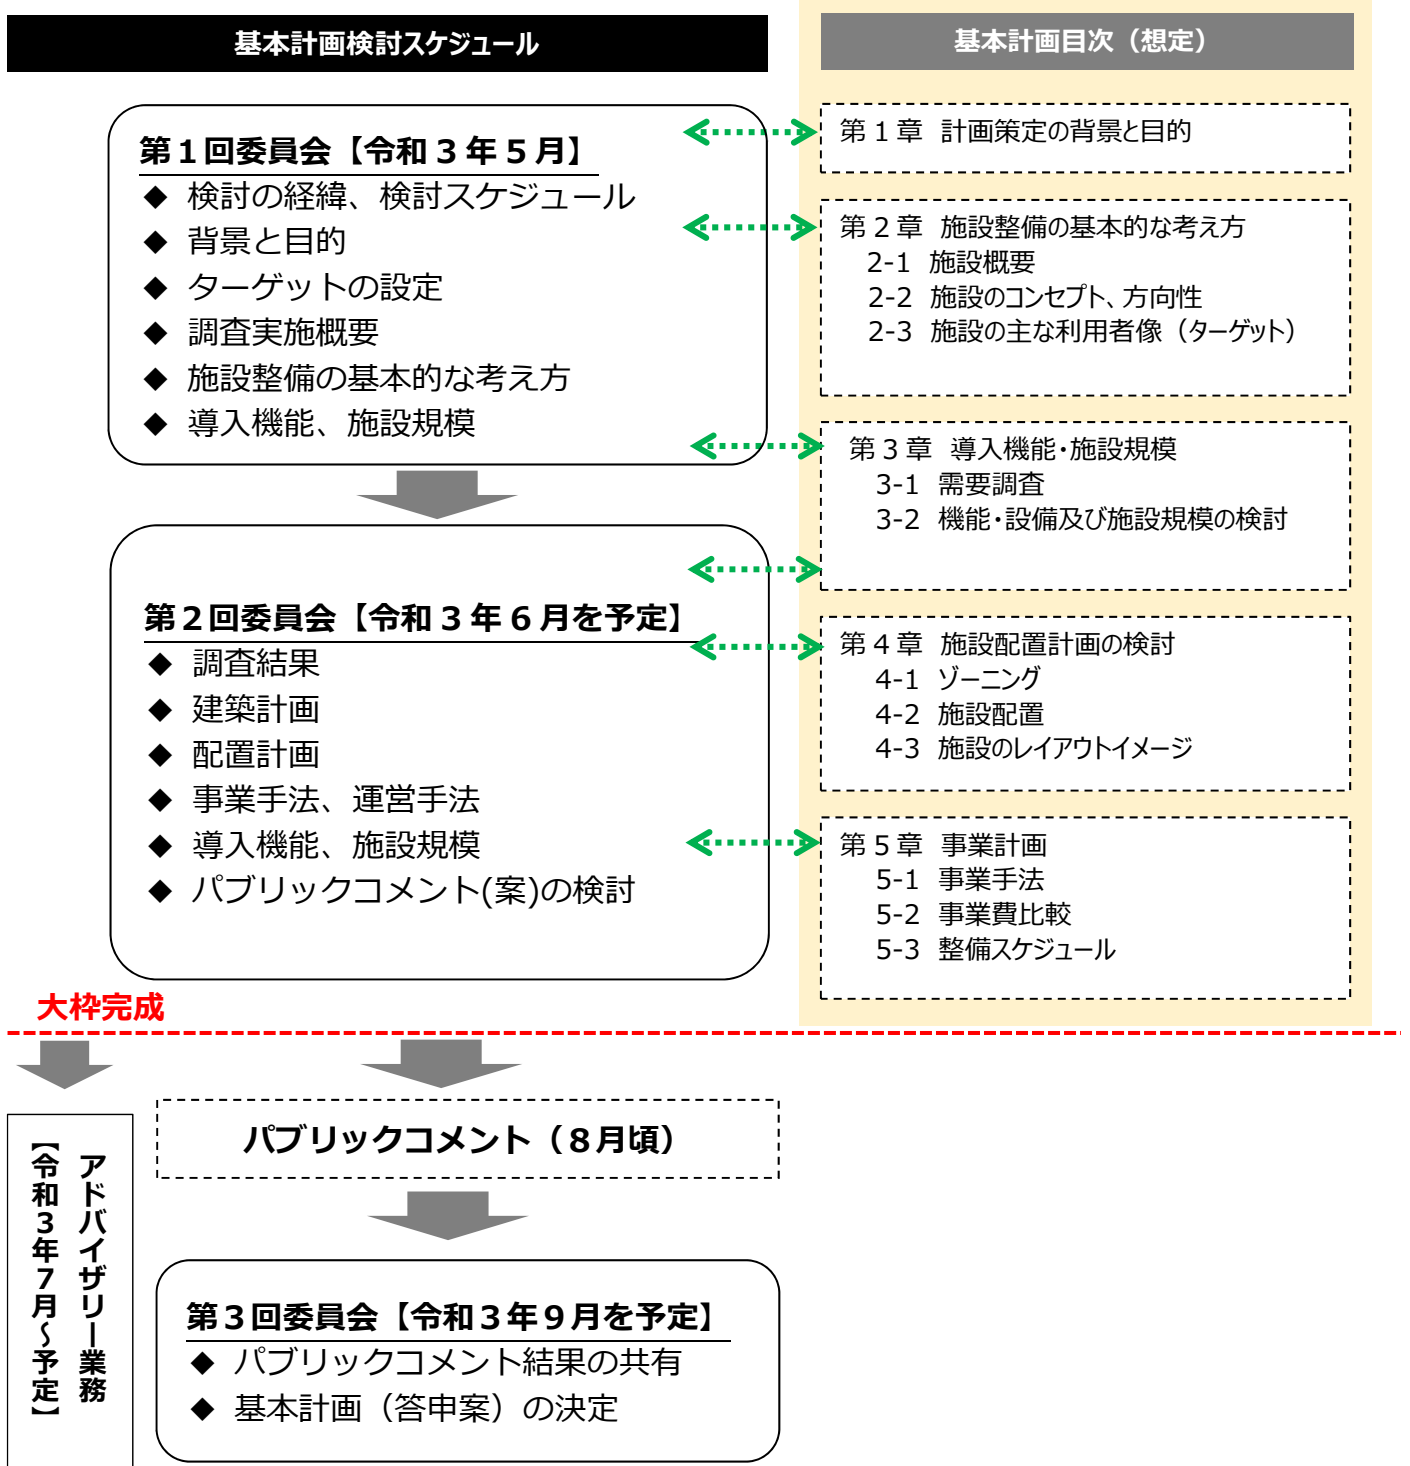 基本計画検討スケジュール
第１回委員会【令和３年５月】
◆ 検討の経緯、検討スケジュール
◆ 背景と目的
◆ ターゲットの設定
◆ 調査実施概要
◆ 施設整備の基本的な考え方
◆ 導入機能、施設規模
第２回委員会【令和３年６月を予定】
◆ 調査結果
◆ 建築計画
◆ 配置計画
◆ 事業手法、運営手法
◆ 導入機能、施設規模
◆ パブリックコメント(案)の検討
基本計画目次（想定）
第１章 計画策定の背景と目的
第２章 施設整備の基本的な考え方
2-1 施設概要
2-2 施設のコンセプト、方向性
2-3 施設の主な利用者像（ターゲット）
第３章 導入機能・施設規模
3-1 需要調査
3-2 機能・設備及び施設規模の検討
第４章 施設配置計画の検討
4-1 ゾーニング
4-2 施設配置
4-3 施設のレイアウトイメージ
第５章 事業計画
5-1 事業手法
5-2 事業費比較
5-3 整備スケジュール
大枠完成
アドバイザリー業務
【令和３年７月～予定】
パブリックコメント（８月頃）
第３回委員会【令和３年９月を予定】
◆ パブリックコメント結果の共有
◆ 基本計画（答申案）の決定